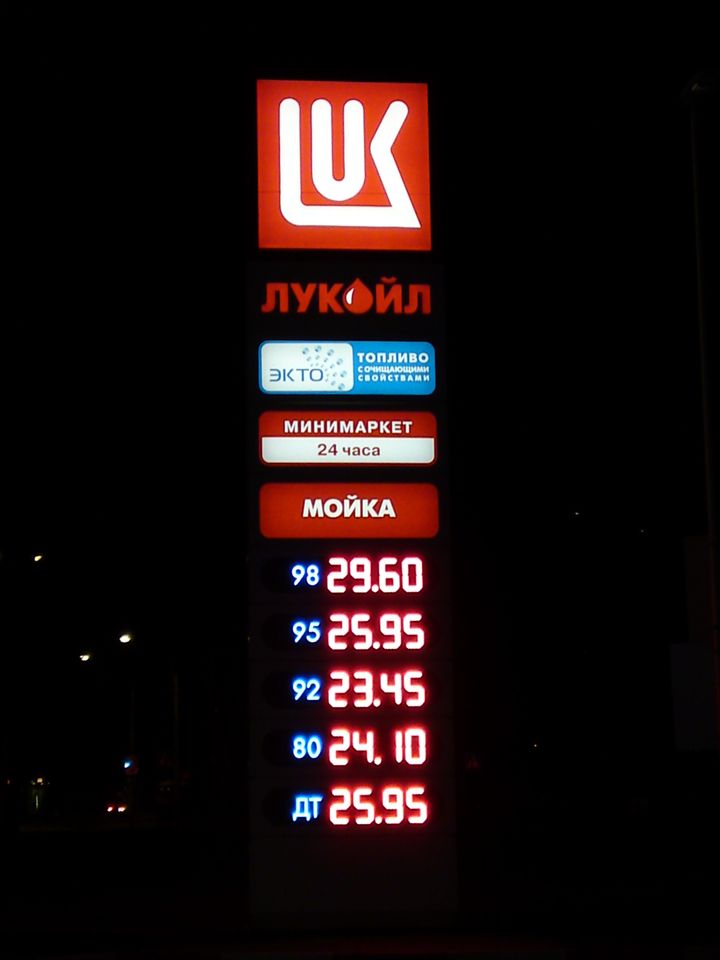 LUK
ЛУКОЙЛ
ЭКТО
ТОПЛИВО
С ОЧИЩАЮЩИМИ
СВОЙСТВАМИ
МИНИМАРКЕТ
24 часа
МОЙКА
98 29.60
95 25.95
92 23.45
80 24.10
ДТ 25.95